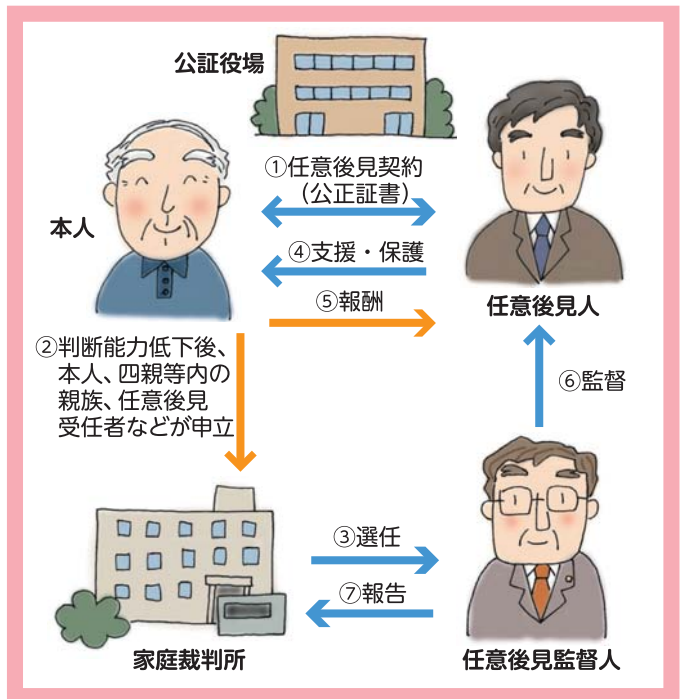 公証役場
①任意後見契約
（公正証書）
本人
④支援・保護
⑤報酬
任意後見人
②判断能力低下後、
本人、四親等内の
親族、任意後見
受任者などが申立
⑥監督
③選任
⑦報告
家庭裁判所
任意後見監督人